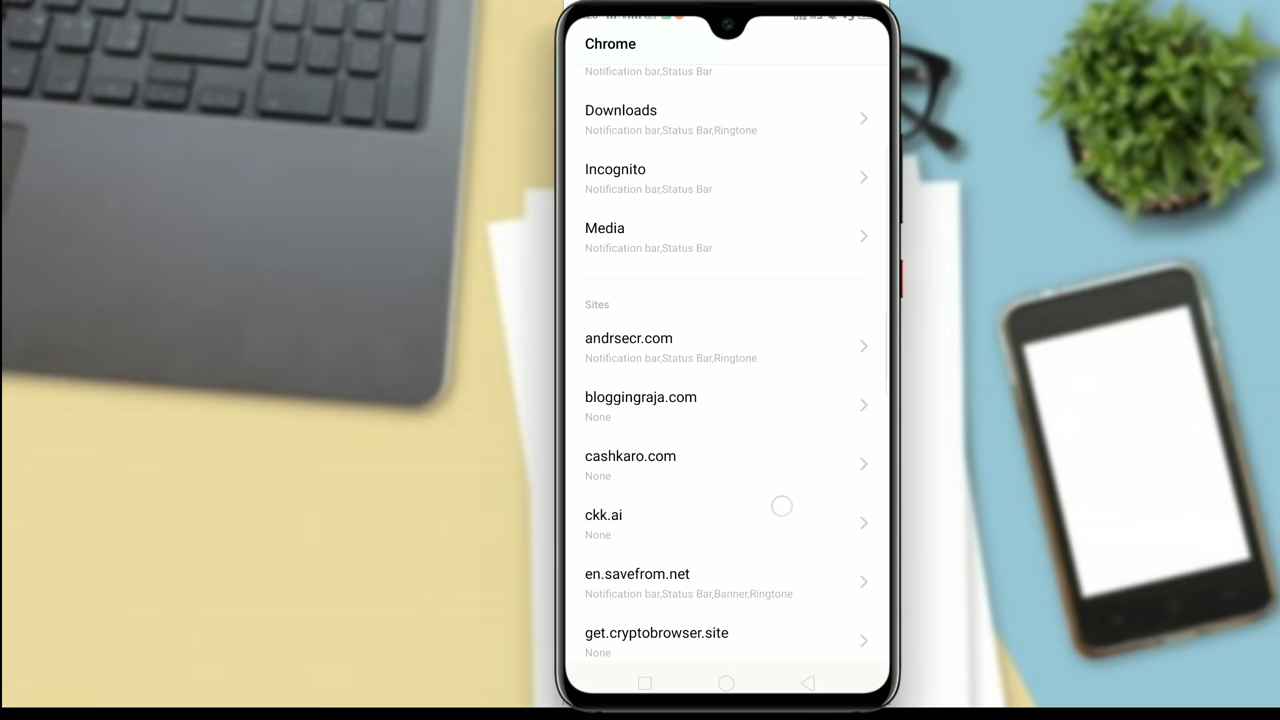 Chrome
Notification bar,Status Bar
Downloads
Notification bar,Status Bar,Ringtone
Incognito
Notification bar,Status Bar
Media
Notification bar,Status Bar
Sites
andrsecr.com
Notification bar,Status Bar,Ringtone
bloggingraja.com
None
cashkaro.com
None
ckk.ai
None
en.savefrom.net
Notification bar,Status Bar,Banner,Ringtone
get.cryptobrowser.site
None